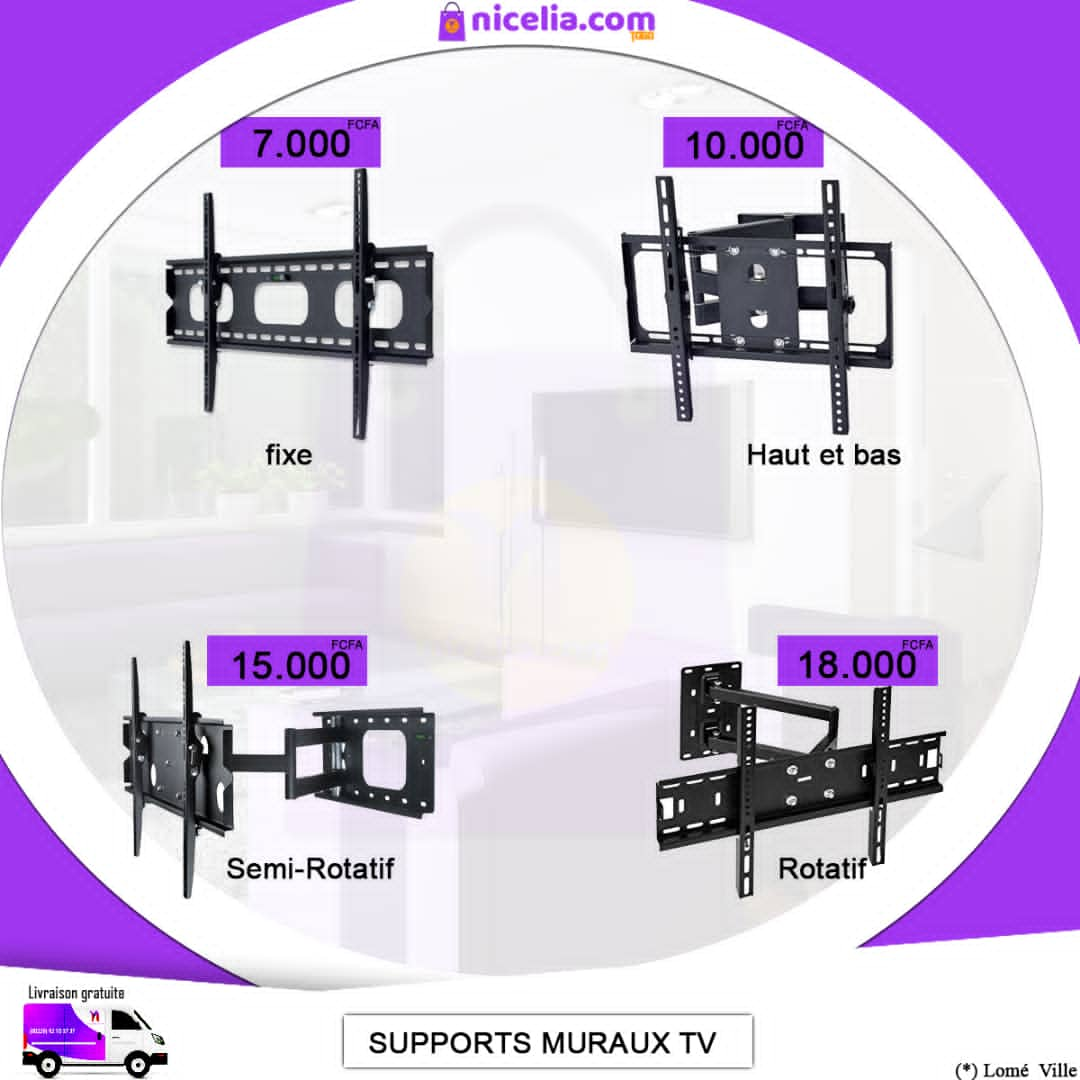 nicelia.com
TOGO
7.000 FCFA
10.000 FCFA
fixe
Haut et bas
15.000 FCFA
18.000 FCFA
Semi-Rotatif
Rotatif
Livraison gratuite
SUPPORTS MURAUX TV
(*) Lomé Ville